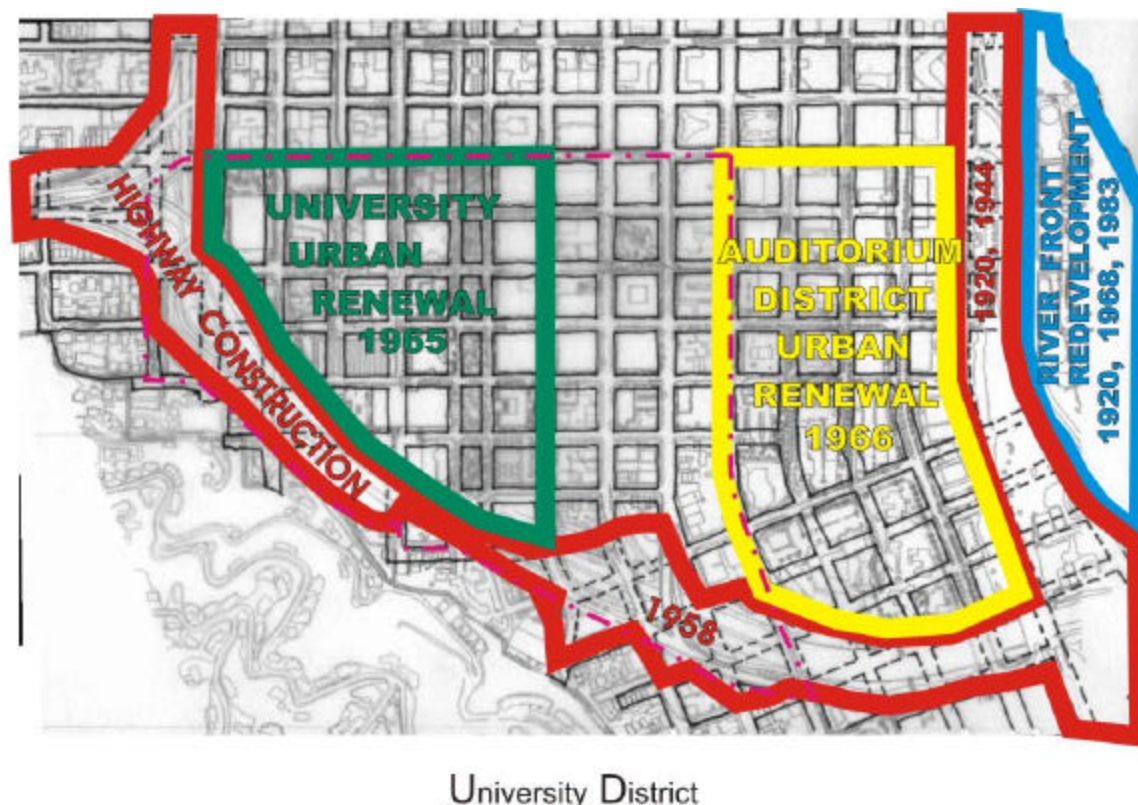 HIGHWAY CONSTRUCTION
UNIVERSITY
URBAN
RENEWAL
1965
AUDITORIUM
DISTRICT
URBAN
RENEWAL
1966
1920, 1944
RIVER FRONT
REDEVELOPMENT
1920, 1968, 1983
1958
University District